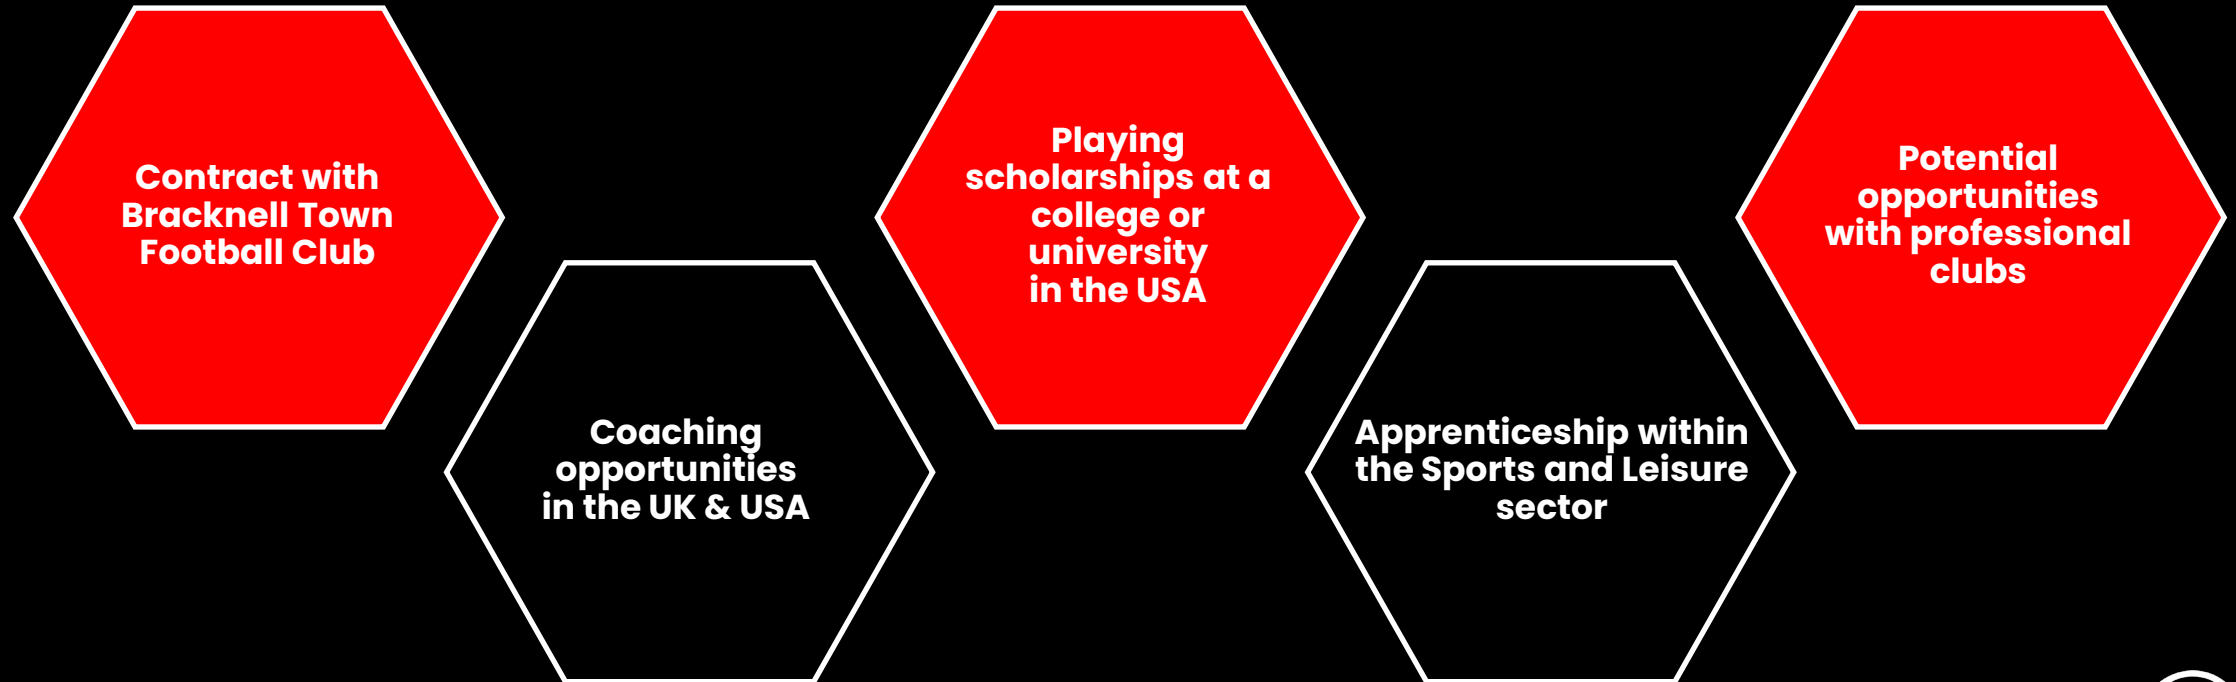 Contract with
Bracknell Town
Football Club
Coaching
opportunities
in the UK & USA
Playing
scholarships at a
college or
university
in the USA
Apprenticeship within
the Sports and Leisure
sector
Potential
opportunities
with professional
clubs